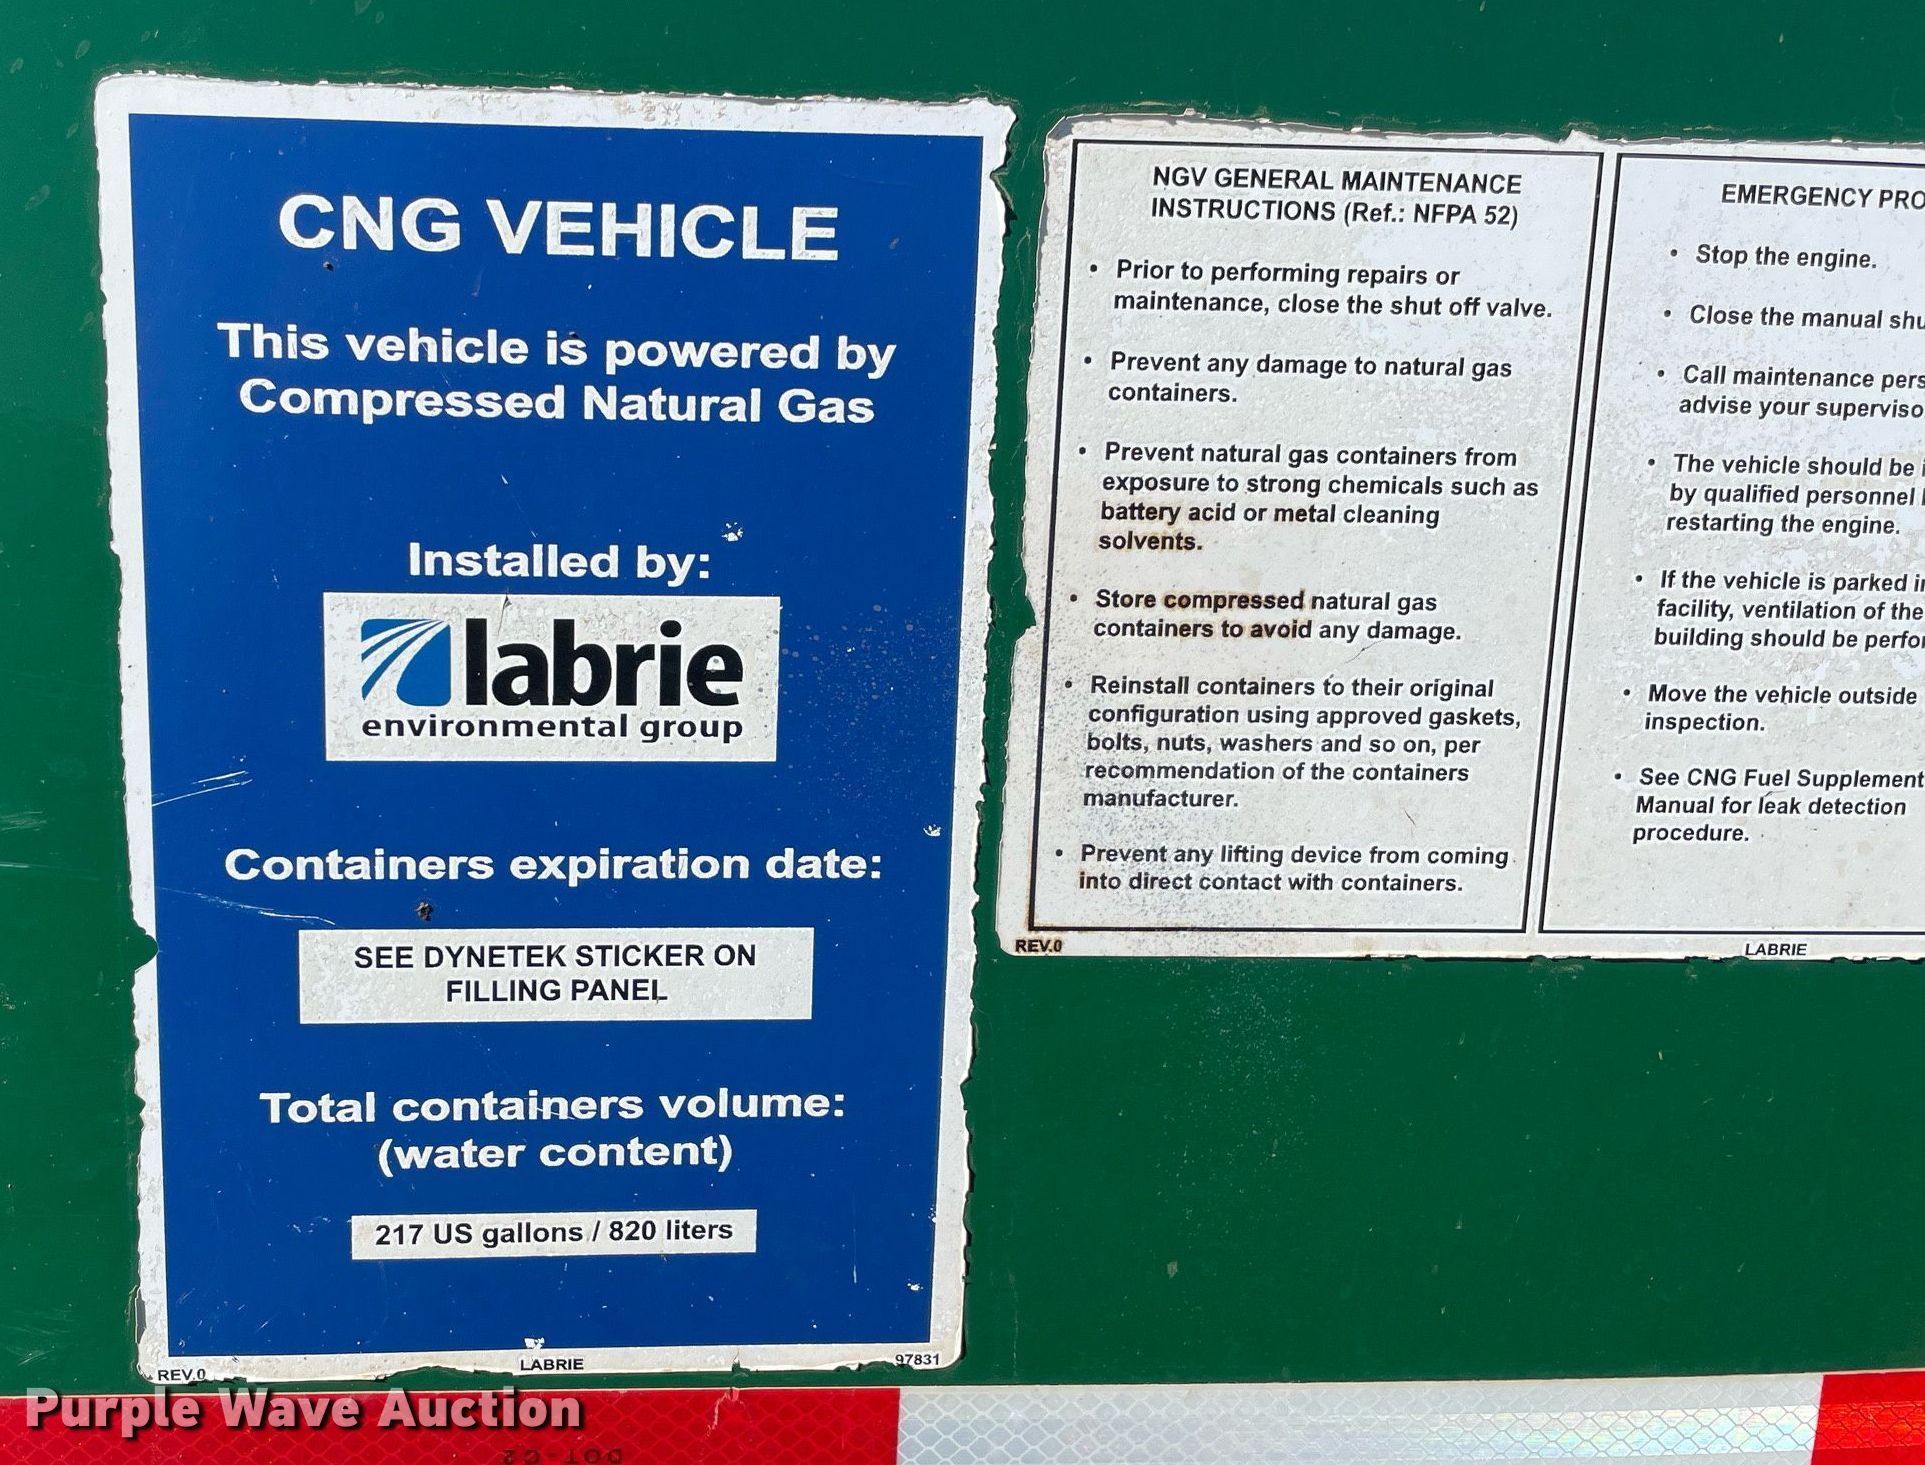 CNG VEHICLE
This vehicle is powered by
Compressed Natural Gas
Installed by:
labrie
environmental group
Containers expiration date:
SEE DYNETEK STICKER ON
FILLING PANEL
Total containers volume:
(water content)
217 US gallons / 820 liters
REV.0 LABRIE 97831
NGV GENERAL MAINTENANCE
INSTRUCTIONS (Ref.: NFPA 52)
• Prior to performing repairs or
maintenance, close the shut off valve.
• Prevent any damage to natural gas
containers.
• Prevent natural gas containers from
exposure to strong chemicals such as
battery acid or metal cleaning
solvents.
• Store compressed natural gas
containers to avoid any damage.
• Reinstall containers to their original
configuration using approved gaskets,
bolts, nuts, washers and so on, per
recommendation of the containers
manufacturer.
• Prevent any lifting device from coming
into direct contact with containers.
EMERGENCY
• Stop the engine.
• Close the manual
• Call maintenance
advise your
• The vehicle should be
by qualified personnel
restarting the engine.
• If the vehicle is parked
facility, ventilation of the
building should be
• Move the vehicle outside
inspection.
• See CNG Fuel Supplement
Manual for leak detection
procedure.
REV.0 LABRIE
Purple Wave Auction
DOT-C2